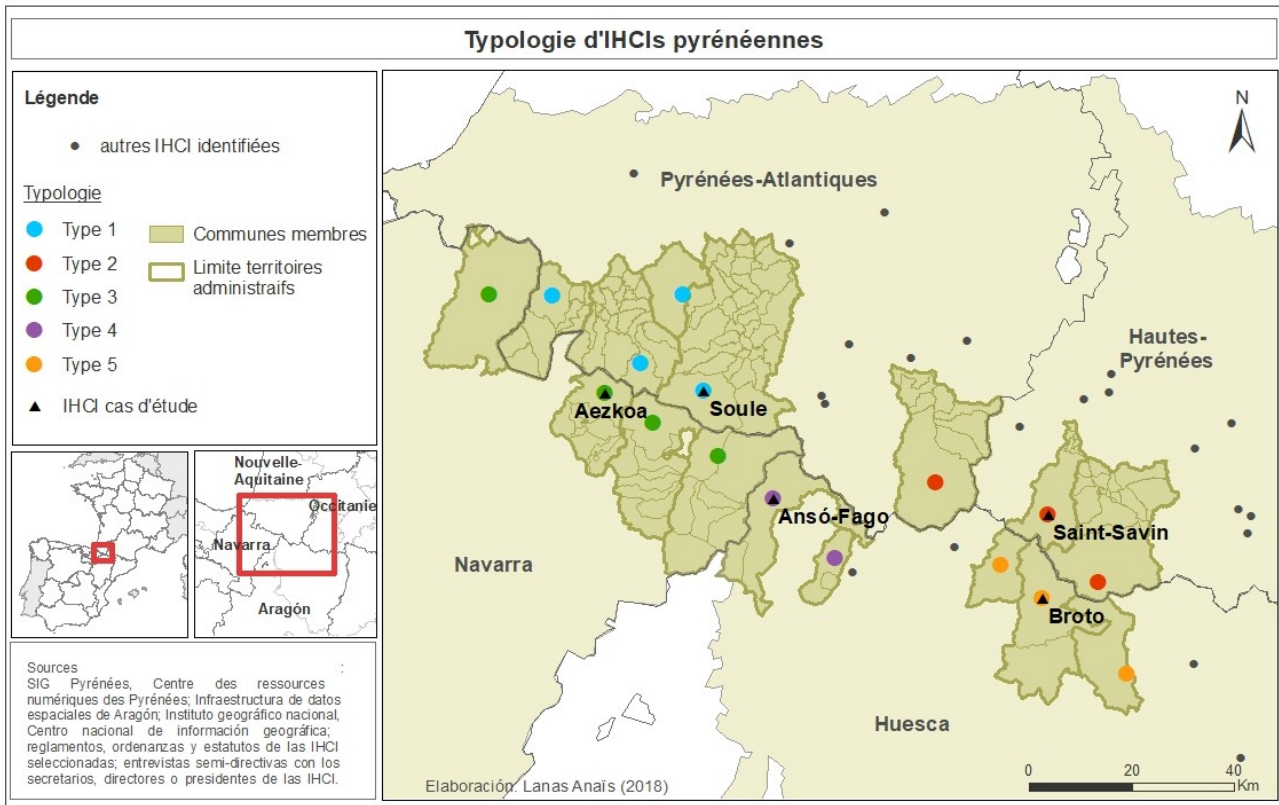 Typologie d'IHCIs pyrénéennes
Légende
autres IHCI identifiées
Typologie
Type 1
Type 2
Type 3
Type 4
Type 5
Communes membres
Limite territoires
administraifs
IHCI cas d'étude
Nouvelle-
Aquitaine
Occitanie
Navarra
Aragón
Sources :
SIG Pyrénées, Centre des ressources
numériques des Pyrénées; Infraestructura de datos
espaciales de Aragón; Instituto geográfico nacional,
Centro nacional de información geográfica;
reglamentos, ordenanzas y estatutos de las IHCI
seleccionadas; entrevistas semi-directivas con los
secretarios, directores o presidentes de las IHCI.
N
Pyrénées-Atlantiques
Hautes-
Pyrénées
Aezkoa
Soule
Ansó-Fago
Saint-Savin
Navarra
Broto
Huesca
Elaboración: Lanas Anaïs (2018)
0 20 40
Km